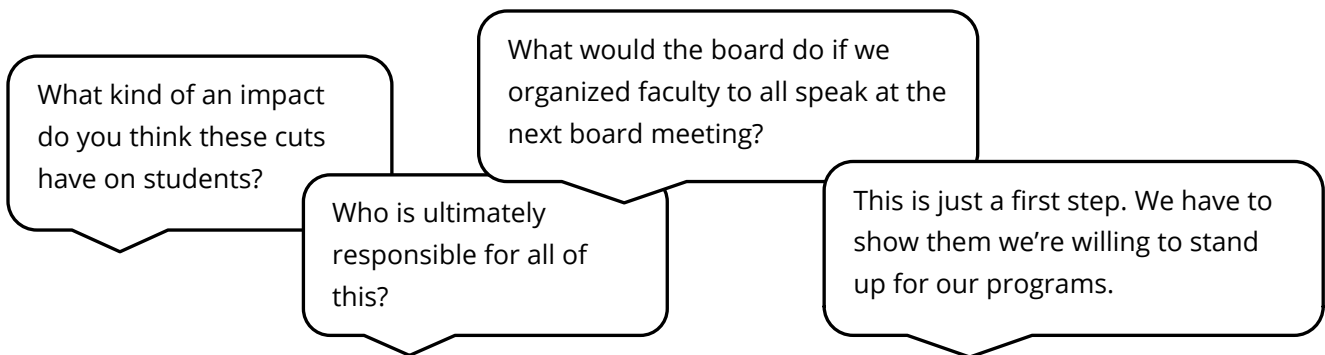 What kind of an impact
do you think these cuts
have on students?
Who is ultimately
responsible for all of
this?
What would the board do if we
organized faculty to all speak at the
next board meeting?
This is just a first step. We have to
show them we’re willing to stand
up for our programs.